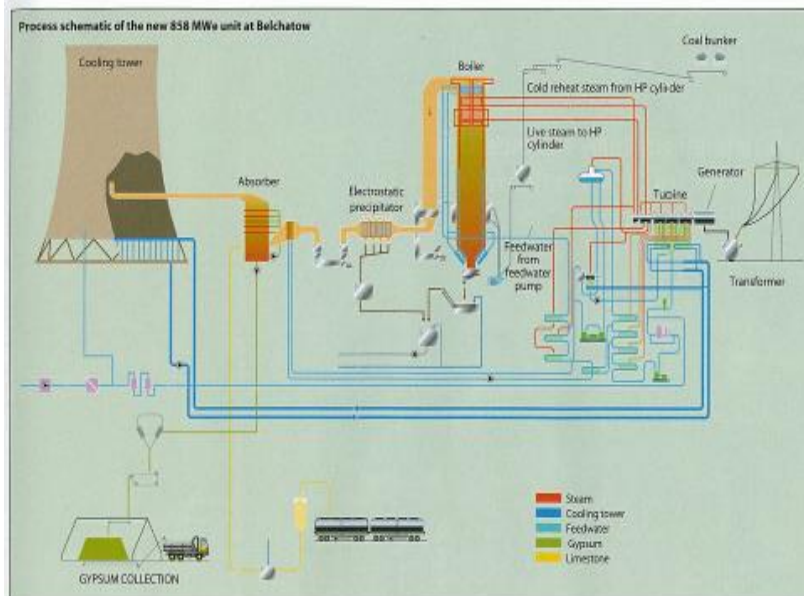 Process schematic of the new 858 MWe unit at Belchatow
Coal bunker
Cooling tower
Boiler
Cold reheat steam from HP cylinder
Live steam to HP
cylinder
Absorber
Electrostatic
precipitator
Generator
Turbine
Feedwater
from
feedwater
pump
Transformer
Steam
Cooling tower
Feedwater
Gypsum
Limestone
GYPSUM COLLECTION